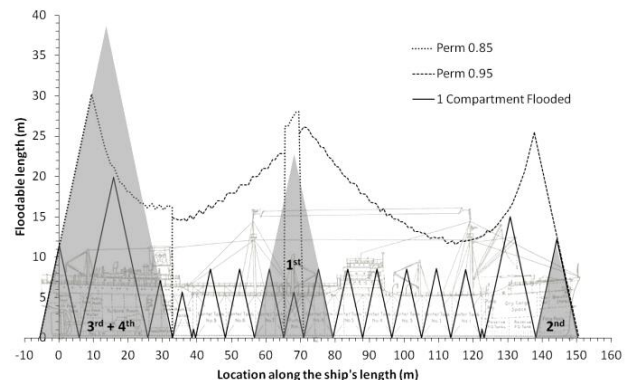 40
35
30
25
20
15
10
5
0
Floodable length (m)
Perm 0.85
Perm 0.95
1 Compartment Flooded
1st
2nd
3rd + 4th
-10 0 10 20 30 40 50 60 70 80 90 100 110 120 130 140 150 160
Location along the ship's length (m)